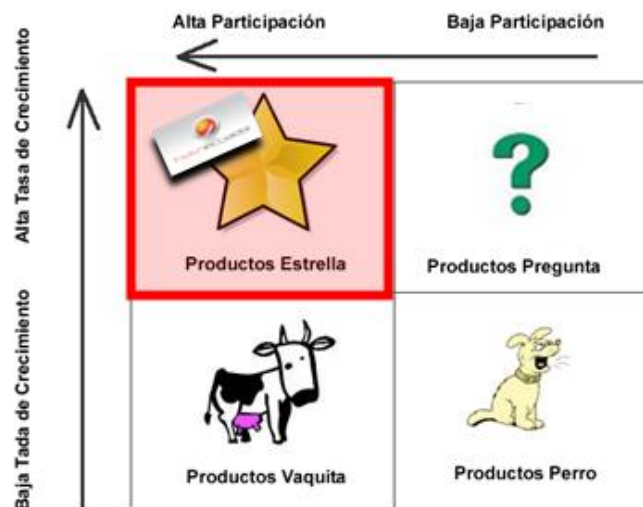 Alta Participación
Baja Participación
Alta Tasa de Crecimiento
Productos Estrella
Productos Pregunta
Baja Tada de Crecimiento
Productos Vaquita
Productos Perro